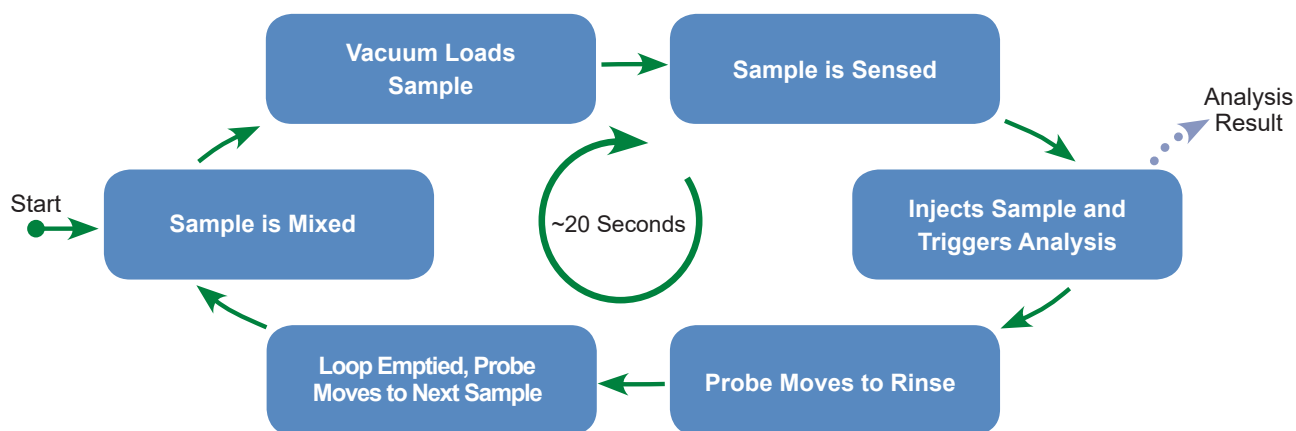 Start
Sample is Mixed
Vacuum Loads
Sample
Sample is Sensed
Analysis
Result
Injects Sample and
Triggers Analysis
Probe Moves to Rinse
Loop Emptied, Probe
Moves to Next Sample
~20 Seconds